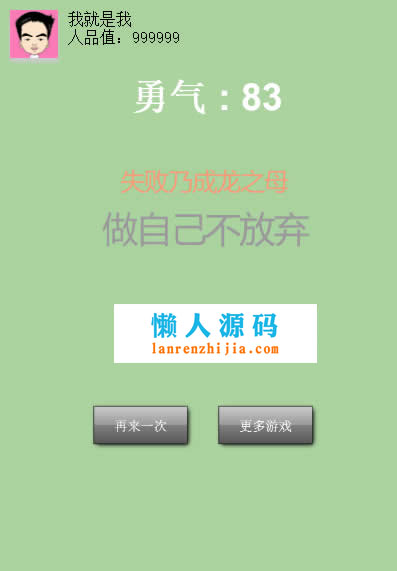 我就是我
人品值：999999
勇气：83
失败乃成龙之母
做自己不放弃
懒人源码
lanrenzhijia.com
再来一次
更多游戏